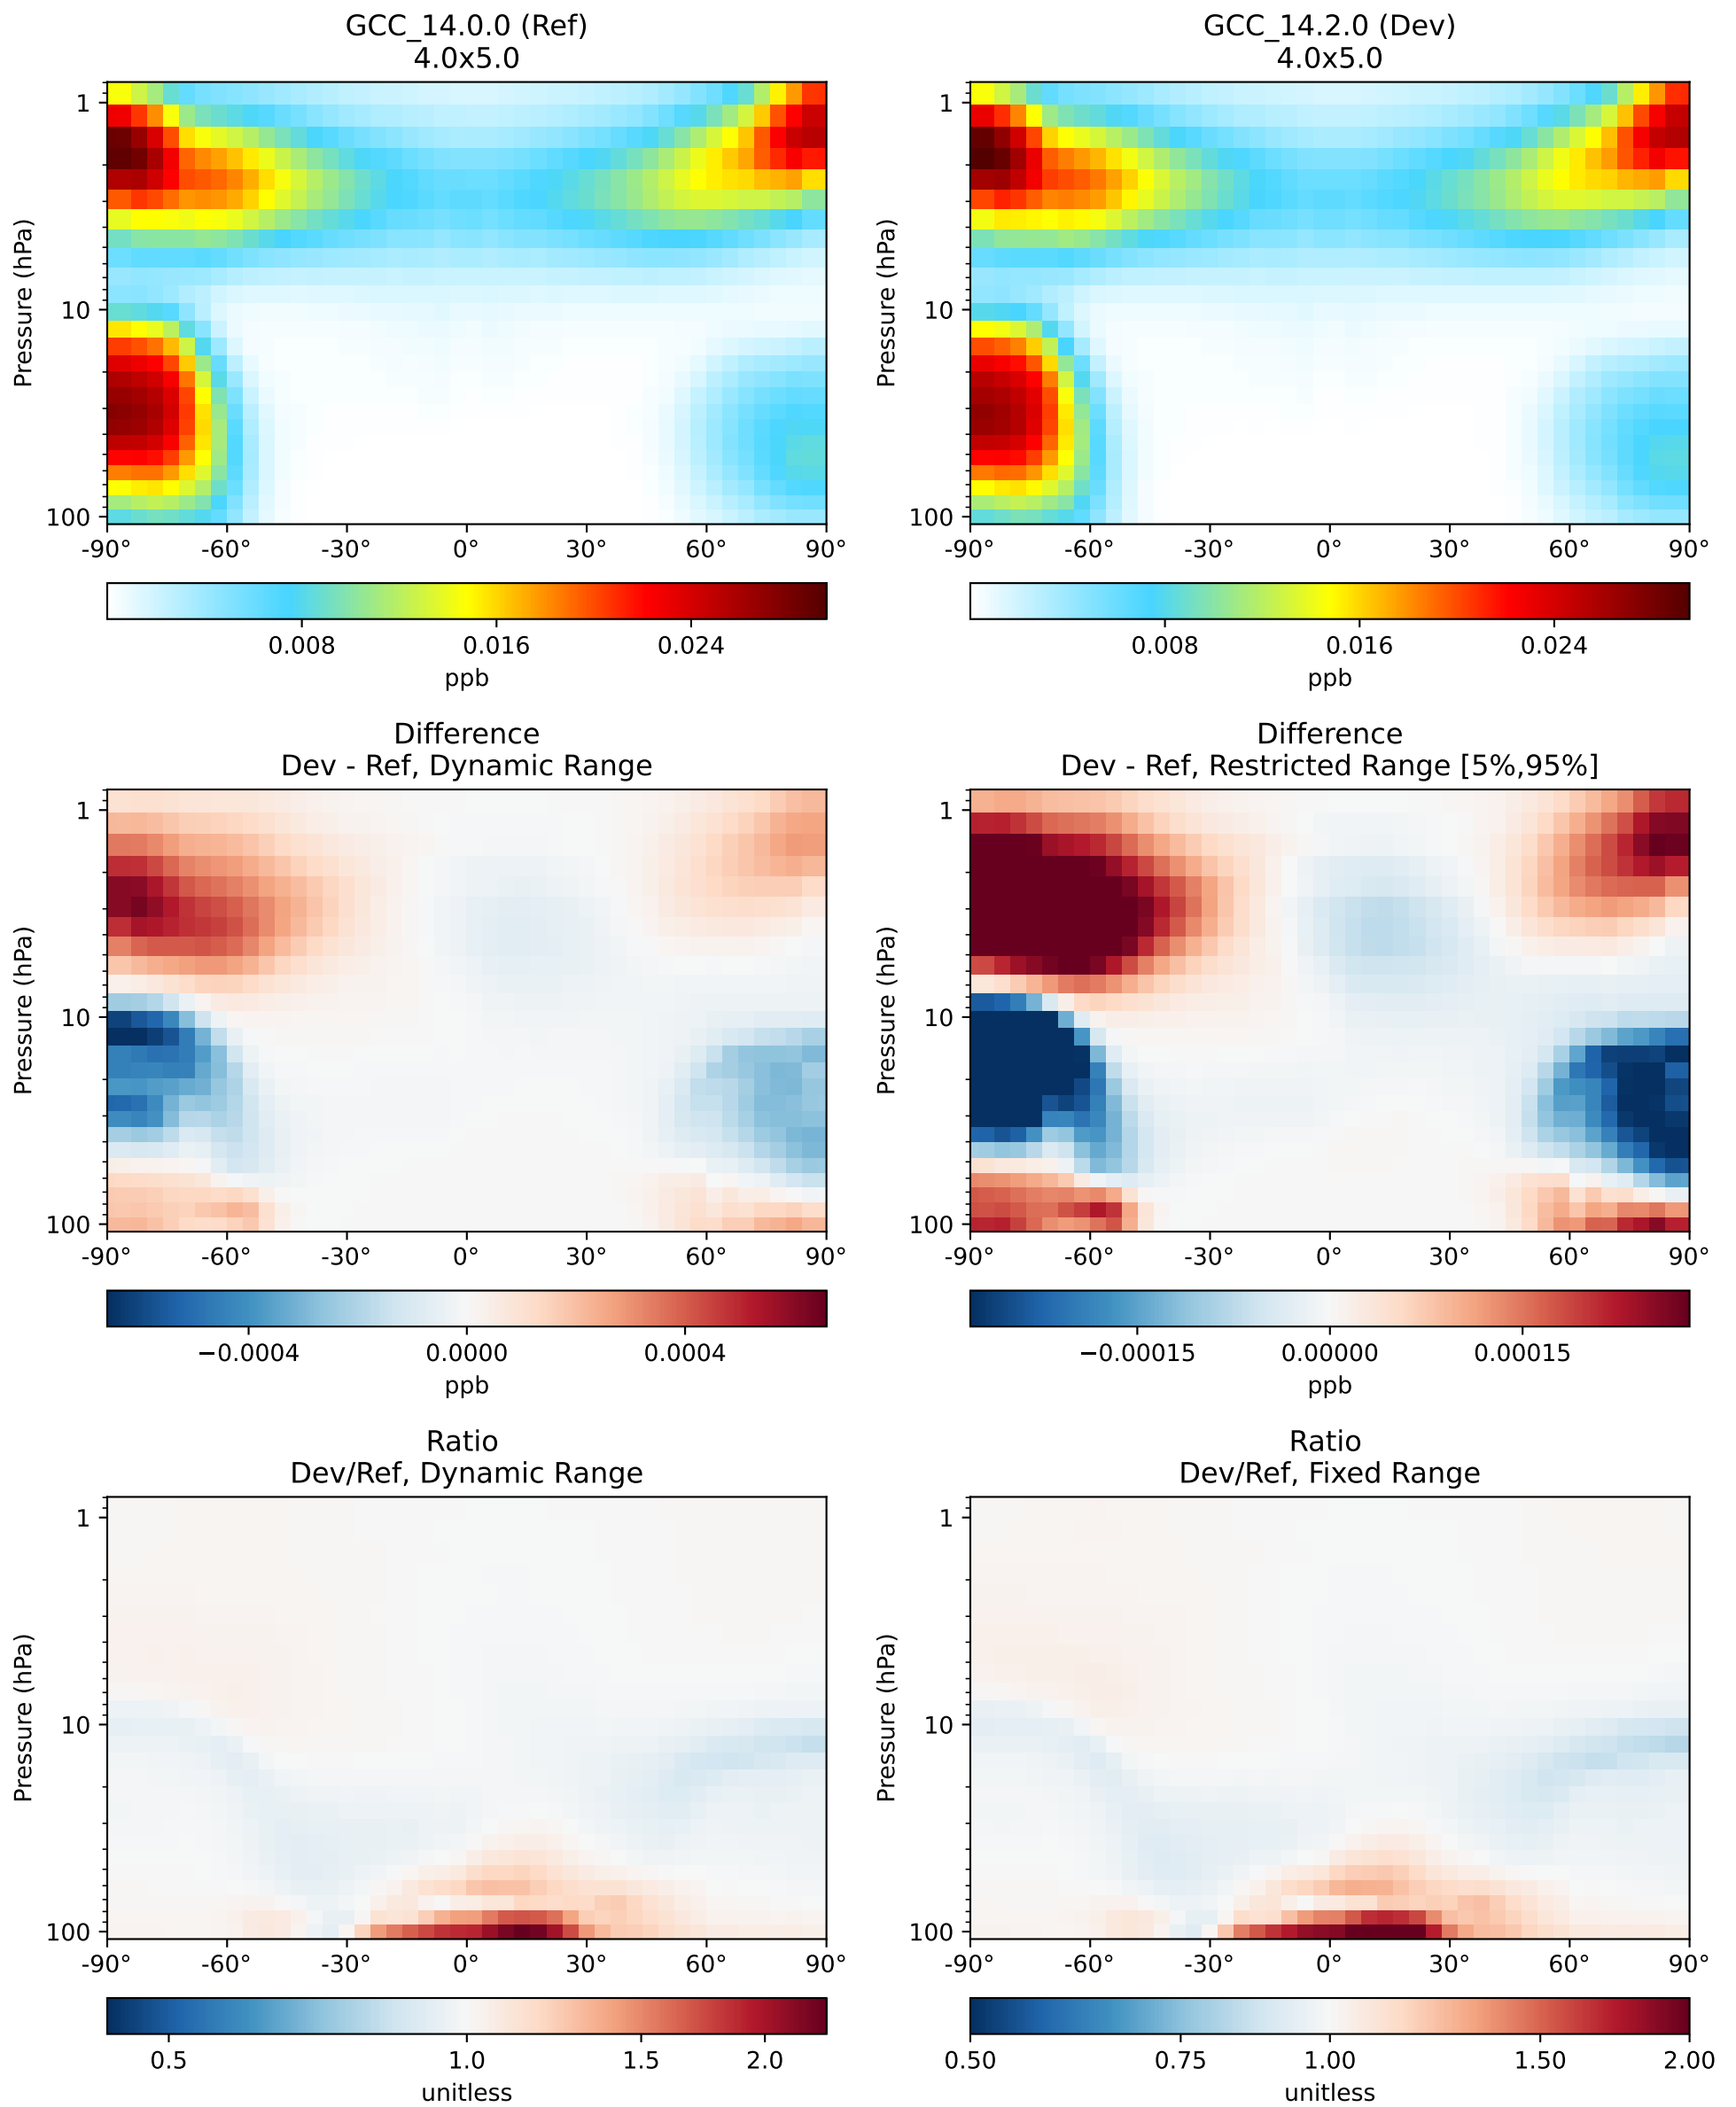 GCC_14.0.0 (Ref)
4.0x5.0
1
10
100
Pressure (hPa)
-90° -60° -30° 0° 30° 60° 90°
0.008 0.016 0.024
ppb
GCC_14.2.0 (Dev)
4.0x5.0
1
10
100
Pressure (hPa)
-90° -60° -30° 0° 30° 60° 90°
0.008 0.016 0.024
ppb
Difference
Dev - Ref, Dynamic Range
1
10
100
Pressure (hPa)
-90° -60° -30° 0° 30° 60° 90°
−0.0004 0.0000 0.0004
ppb
Difference
Dev - Ref, Restricted Range [5%,95%]
1
10
100
Pressure (hPa)
-90° -60° -30° 0° 30° 60° 90°
−0.00015 0.00000 0.00015
ppb
Ratio
Dev/Ref, Dynamic Range
1
10
100
Pressure (hPa)
-90° -60° -30° 0° 30° 60° 90°
0.5 1.0 1.5 2.0
unitless
Ratio
Dev/Ref, Fixed Range
1
10
100
Pressure (hPa)
-90° -60° -30° 0° 30° 60° 90°
0.50 0.75 1.00 1.50 2.00
unitless